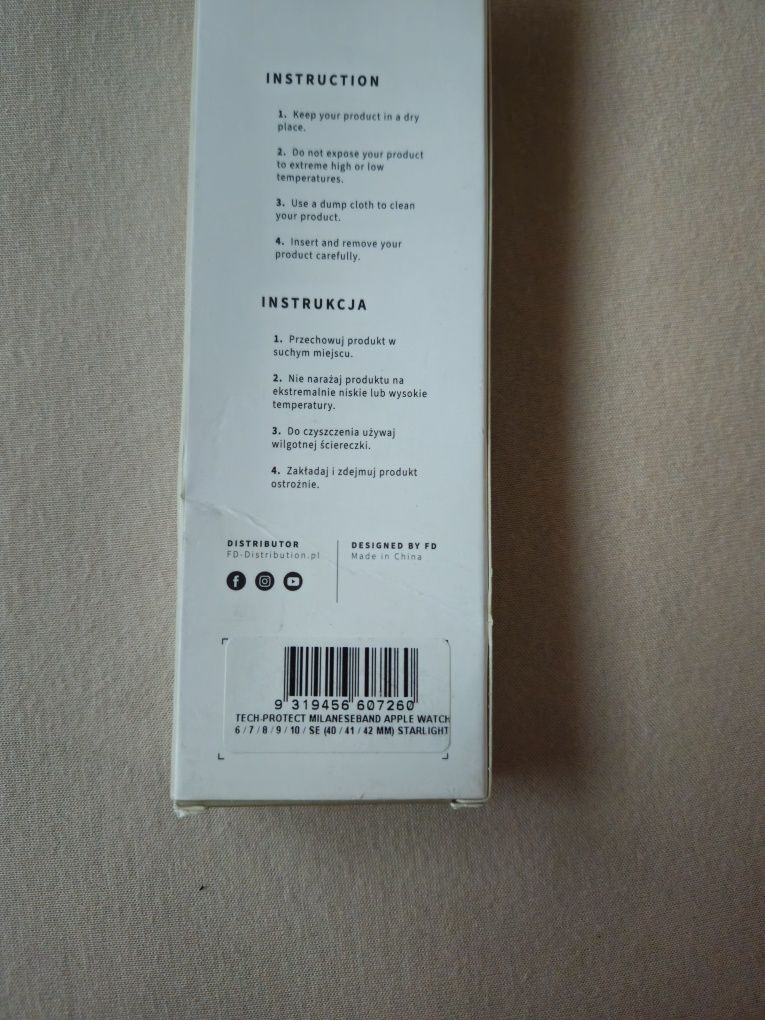 INSTRUCTION
1. Keep your product in a dry
place.
2. Do not expose your product
to extreme high or low
temperatures.
3. Use a dump cloth to clean
your product.
4. Insert and remove your
product carefully.
INSTRUKCJA
1. Przechowuj produkt w
suchym miejscu.
2. Nie narażaj produktu na
ekstremalnie niskie lub wysokie
temperatury.
3. Do czyszczenia używaj
wilgotnej ściereczki.
4. Zakładaj i zdejmuj produkt
ostrożnie.
DISTRIBUTOR
FD-Distribution.pl
DESIGNED BY FD
Made in China
9 319456 607260
TECH-PROTECT MILANESEBAND APPLE WATCH
6 / 7 / 8 / 9 / 10 / SE (40 / 41 / 42 MM) STARLIGHT